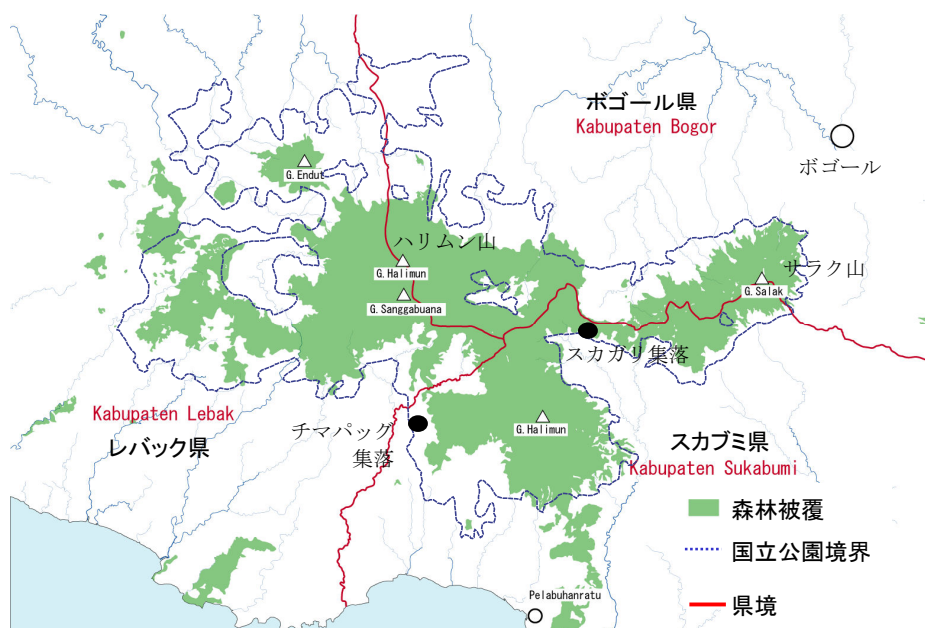 ボゴール県
Kabupaten Bogor
ボゴール
G.Endut
ハリムン山
G.Halimun
サラク山
G.Salak
G.Sanggabuana
スカガリ集落
Kabupaten Lebak
レバック県
チマパッグ
集落
G.Halimun
スカブミ県
Kabupaten Sukabumi
森林被覆
国立公園境界
県境
Pelabuhanratu